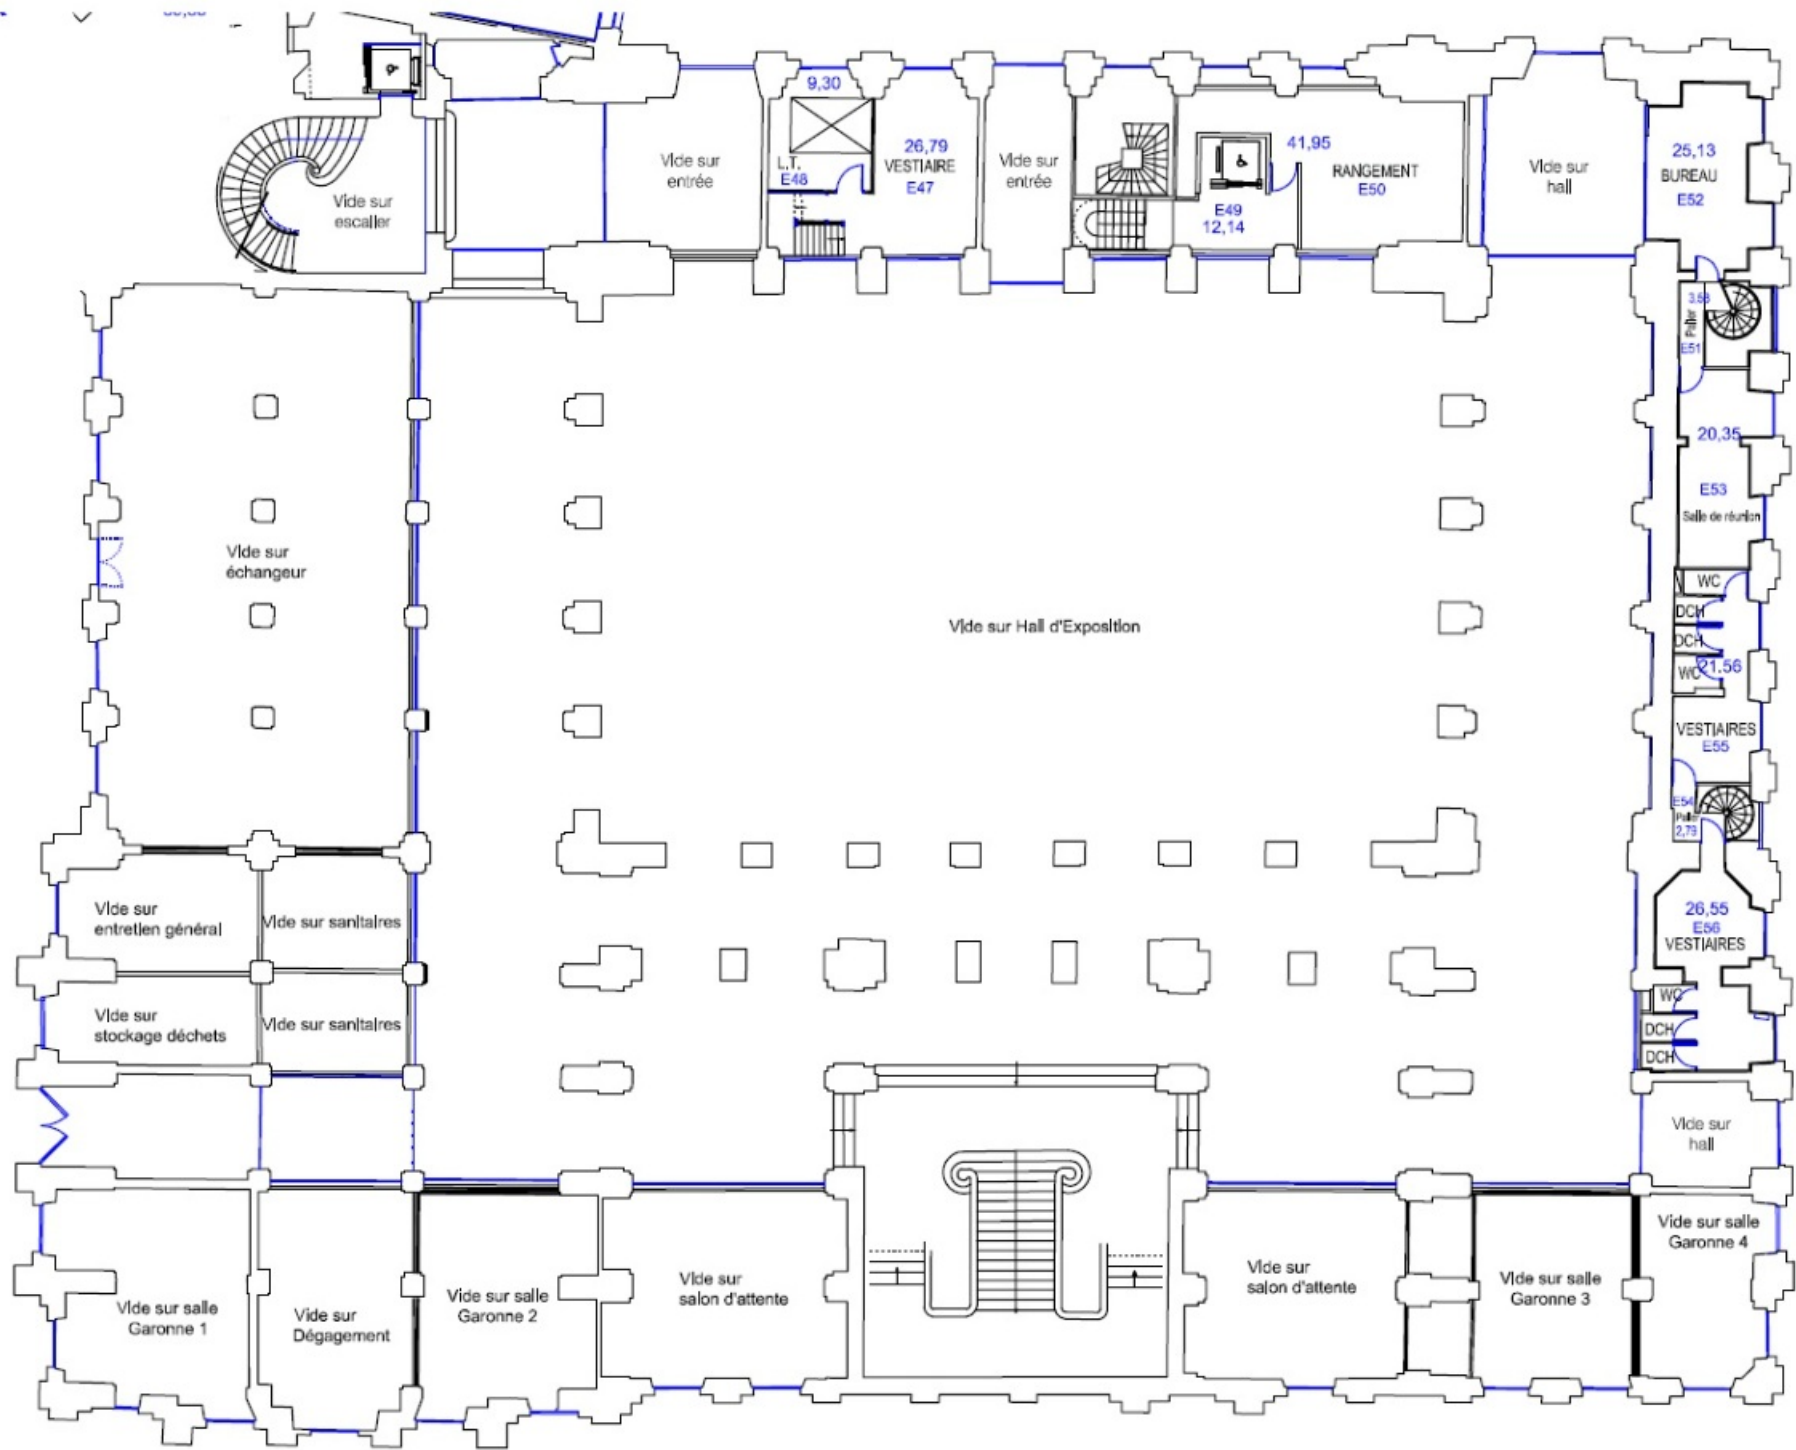 9,30
L.T.
E48
26,79
VESTIAIRE
E47
Vide sur
entrée
Vide sur
entrée
41,95
RANGEMENT
E50
E49
12,14
Vide sur
hall
25,13
BUREAU
E52
Vide sur
escalier
Palier
E51
20,35
E53
Salle de réunion
Vide sur
échangeur
Vide sur Hall d'Exposition
WC
DCH
DCH
WC
21,56
VESTIAIRES
E55
E54
Palier
2,79
Vide sur
entretien général
Vide sur sanitaires
26,55
E56
VESTIAIRES
Vide sur
stockage déchets
Vide sur sanitaires
WC
DCH
DCH
Vide sur
hall
Vide sur salle
Garonne 1
Vide sur
Dégagement
Vide sur salle
Garonne 2
Vide sur
salon d'attente
Vide sur
salon d'attente
Vide sur salle
Garonne 3
Vide sur salle
Garonne 4